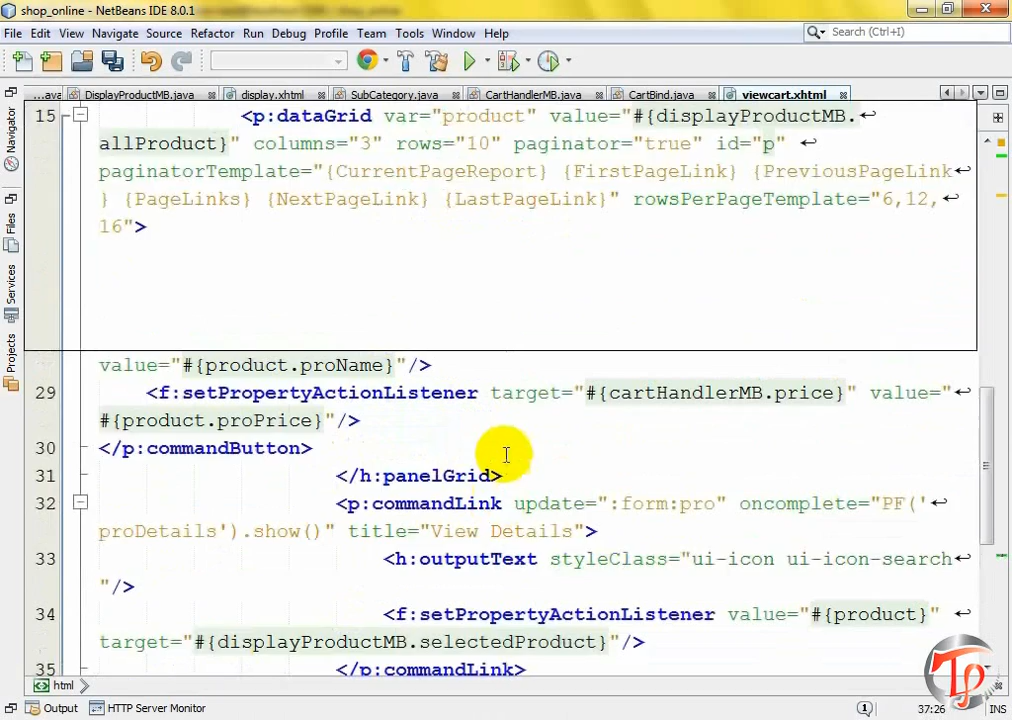 shop_online - NetBeans IDE 8.0.1
File Edit View Navigate Source Refactor Run Debug Profile Team Tools Window Help
Search (Ctrl+I)
...ava DisplayProductMB.java display.xhtml SubCategory.java CartHandlerMB.java CartBind.java viewcart.xhtml
Navigator
Files
Services
Projects
15 <p:dataGrid var="product" value="#{displayProductMB.
allProduct}" columns="3" rows="10" paginator="true" id="p"
paginatorTemplate="{CurrentPageReport} {FirstPageLink} {PreviousPageLink
} {PageLinks} {NextPageLink} {LastPageLink}" rowsPerPageTemplate="6,12,
16">
value="#{product.proName}"/>
29 <f:setPropertyActionListener target="#{cartHandlerMB.price}" value="
#{product.proPrice}"/>
30 </p:commandButton>
31 </h:panelGrid>
32 <p:commandLink update=":form:pro" oncomplete="PF('
proDetails').show()" title="View Details">
33 <h:outputText styleClass="ui-icon ui-icon-search
"/>
34 <f:setPropertyActionListener value="#{product}"
target="#{displayProductMB.selectedProduct}"/>
35 </p:commandLink>
html
Output HTTP Server Monitor
1 37:26 INS
Tp